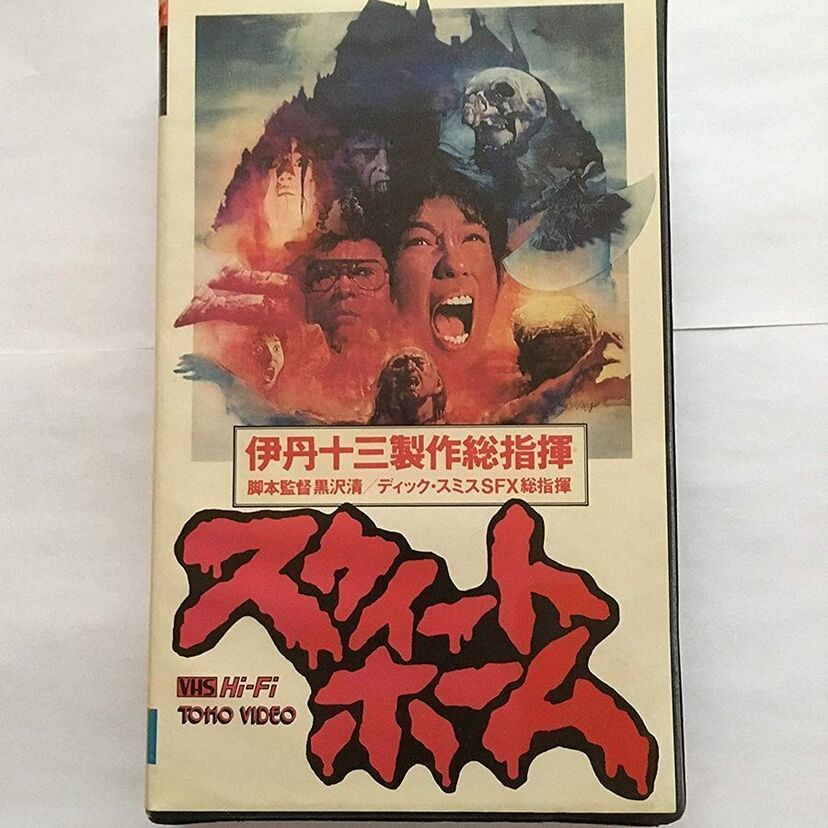 伊丹十三製作総指揮
脚本監督黒沢清／ディック・スミスSFX総指揮
スウィート
ホーム
VHS Hi-Fi
TOHO VIDEO